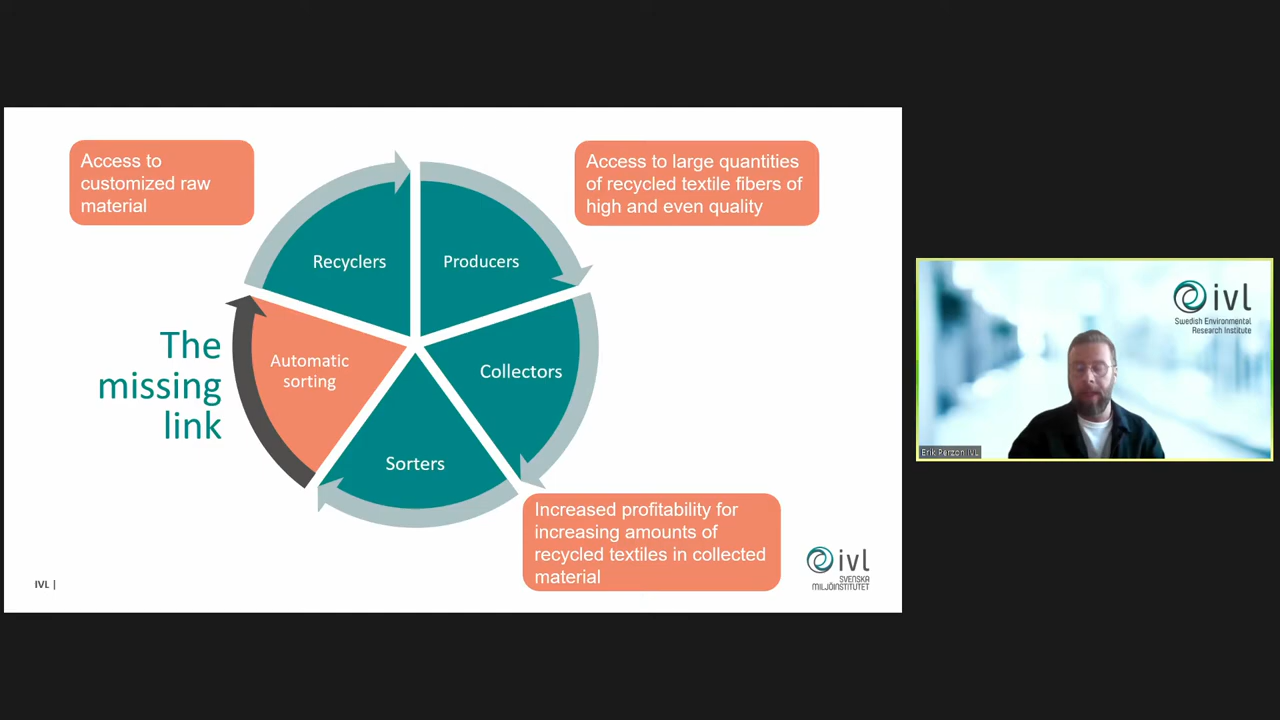 Access to
customized raw
material
Access to large quantities
of recycled textile fibers of
high and even quality
Recyclers
Producers
The
missing
link
Automatic
sorting
Collectors
Sorters
Increased profitability for
increasing amounts of
recycled textiles in collected
material
IVL |
ivl
SVENSKA
MILJÖINSTITUTET
ivl
Swedish Environmental
Research Institute
Erik Perzon IVL